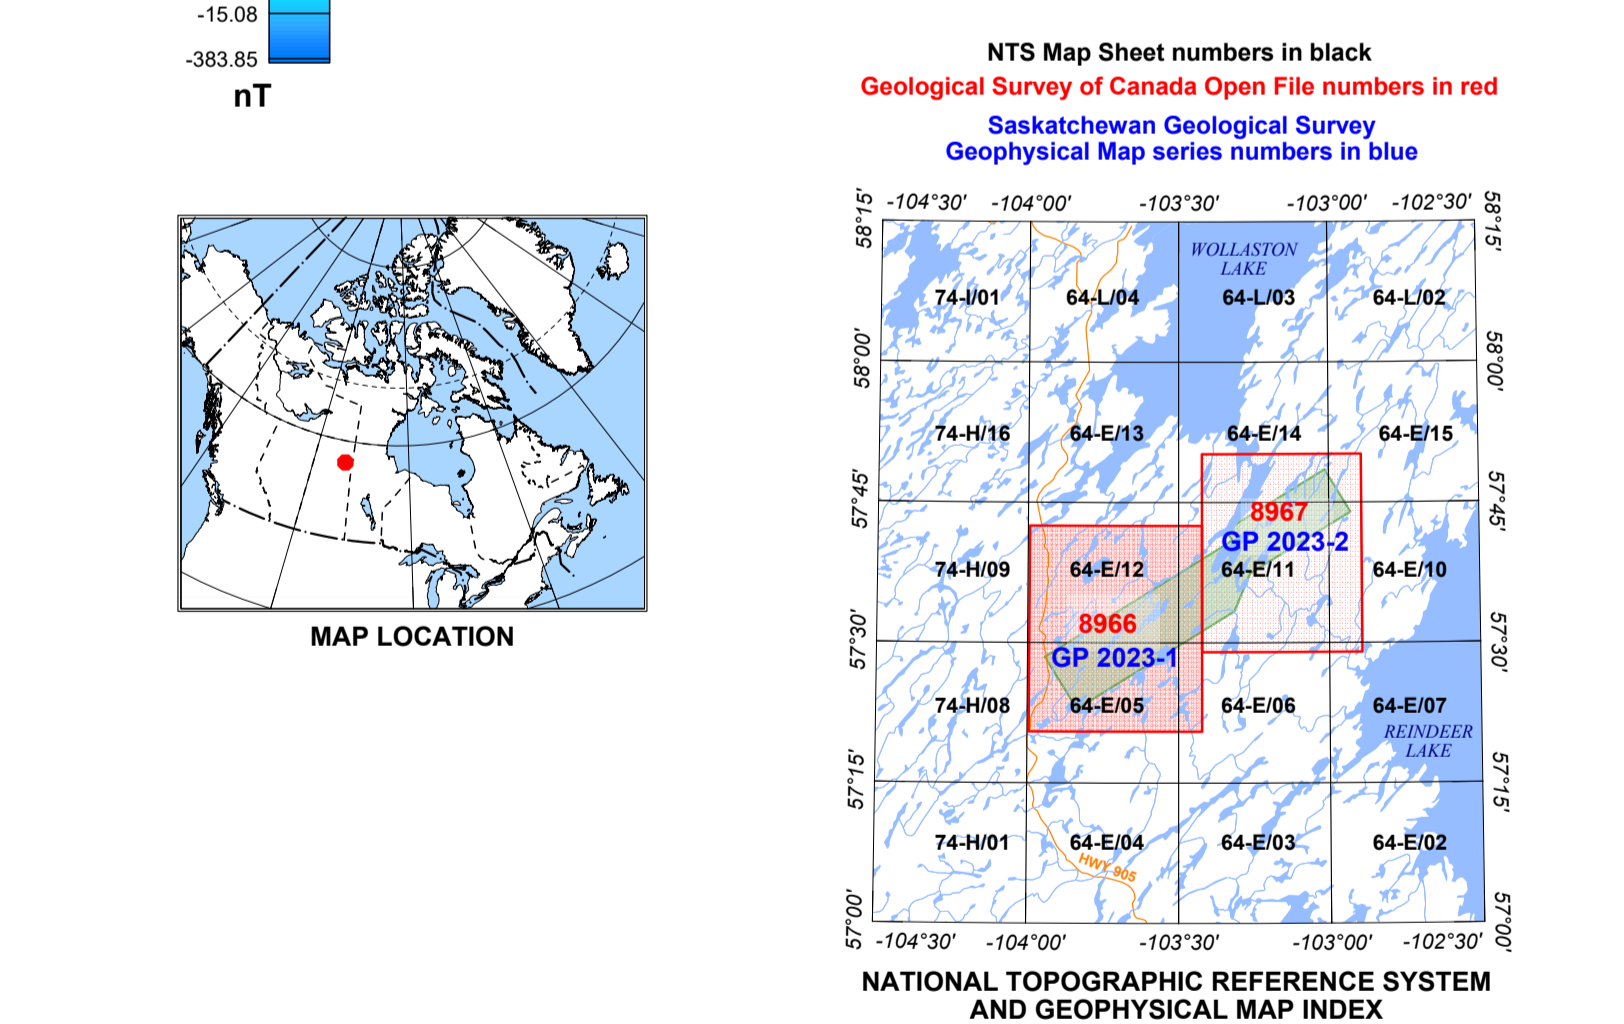 -15.08
-383.85
nT
MAP LOCATION
NTS Map Sheet numbers in black
Geological Survey of Canada Open File numbers in red
Saskatchewan Geological Survey
Geophysical Map series numbers in blue
-104°30' -104°00' -103°30' -103°00' -102°30'
58°15' 58°15'
WOLLASTON
LAKE
74-I/01 64-L/04 64-L/03 64-L/02
58°00' 58°00'
74-H/16 64-E/13 64-E/14 64-E/15
57°45' 57°45'
8967
GP 2023-2
74-H/09 64-E/12 64-E/11 64-E/10
8966
57°30' 57°30'
GP 2023-1
74-H/08 64-E/05 64-E/06 64-E/07
REINDEER
LAKE
57°15' 57°15'
74-H/01 64-E/04 64-E/03 64-E/02
HWY 905
57°00' 57°00'
-104°30' -104°00' -103°30' -103°00' -102°30'
NATIONAL TOPOGRAPHIC REFERENCE SYSTEM
AND GEOPHYSICAL MAP INDEX